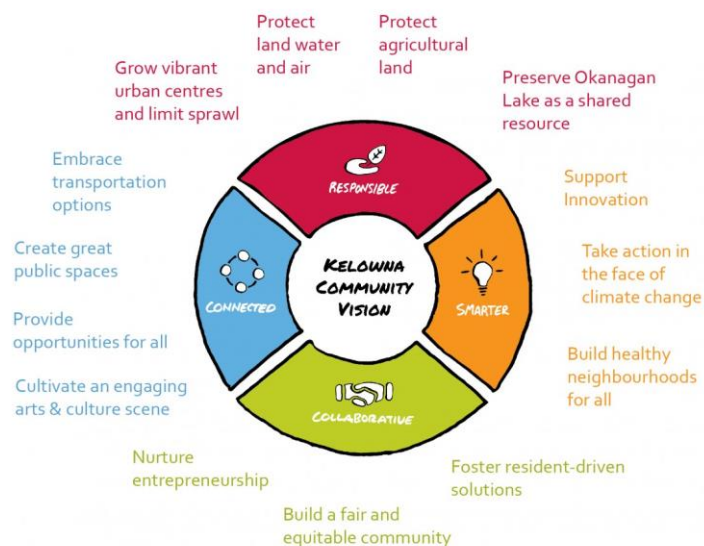 Protect
land water
and air
Protect
agricultural
land
Grow vibrant
urban centres
and limit sprawl
Preserve Okanagan
Lake as a shared
resource
Embrace
transportation
options
Create great
public spaces
Provide
opportunities for all
Cultivate an engaging
arts & culture scene
RESPONSIBLE
CONNECTED
KELOWNA
COMMUNITY
VISION
SMARTER
COLLABORATIVE
Support
Innovation
Take action in
the face of
climate change
Build healthy
neighbourhoods
for all
Nurture
entrepreneurship
Build a fair and
equitable community
Foster resident-driven
solutions